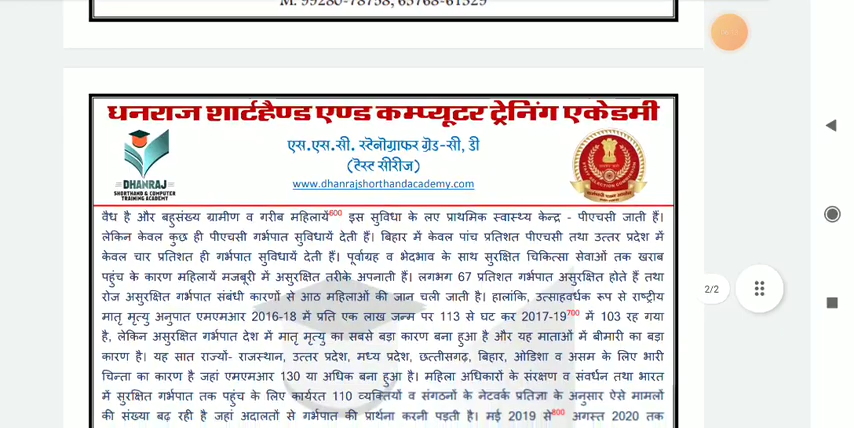 M. 99280-78758, 63768-61329
धनराज शार्टहैण्ड एण्ड कम्प्यूटर ट्रेनिंग एकेडमी
एस.एस.सी. स्टेनोग्राफर ग्रेड-सी, डी
(टेस्ट सीरीज)
www.dhanrajshorthandacademy.com
DHANRAJ
SHORTHAND & COMPUTER
TRAINING ACADEMY
वैध है और बहुसंख्य ग्रामीण व गरीब महिलायें600 इस सुविधा के लए प्राथमिक स्वास्थ्य केन्द्र - पीएचसी जाती हैं।
लेकिन केवल कुछ ही पीएचसी गर्भपात सुविधायें देती हैं। बिहार में केवल पांच प्रतिशत पीएचसी तथा उत्तर प्रदेश में
केवल चार प्रतिशत ही गर्भपात सुविधायें देती हैं। पूर्वाग्रह व भेदभाव के साथ सुरक्षित चिकित्सा सेवाओं तक खराब
पहुंच के कारण महिलायें मजबूरी में असुरक्षित तरीके अपनाती हैं। लगभग 67 प्रतिशत गर्भपात असुरक्षित होते हैं तथा
रोज असुरक्षित गर्भपात संबंधी कारणों से आठ महिलाओं की जान चली जाती है। हालांकि, उत्साहवर्धक रूप से राष्ट्रीय
मातृ मृत्यु अनुपात एमएमआर 2016-18 में प्रति एक लाख जन्म पर 113 से घट कर 2017-19700 में 103 रह गया
है, लेकिन असुरक्षित गर्भपात देश में मातृ मृत्यु का सबसे बड़ा कारण बना हुआ है और यह माताओं में बीमारी का बड़ा
कारण है। यह सात राज्यों- राजस्थान, उत्तर प्रदेश, मध्य प्रदेश, छत्तीसगढ़, बिहार, ओडिशा व असम के लिए भारी
चिन्ता का कारण है जहां एमएमआर 130 या अधिक बना हुआ है। महिला अधिकारों के संरक्षण व संवर्धन तथा भारत
में सुरक्षित गर्भपात तक पहुंच के लिए कार्यरत 110 व्यक्तियों व संगठनों के नेटवर्क प्रतिज्ञा के अनुसार ऐसे मामलों
की संख्या बढ़ रही है जहां अदालतों से गर्भपात की प्रार्थना करनी पड़ती है। मई 2019 से800 अगस्त 2020 तक
2/2